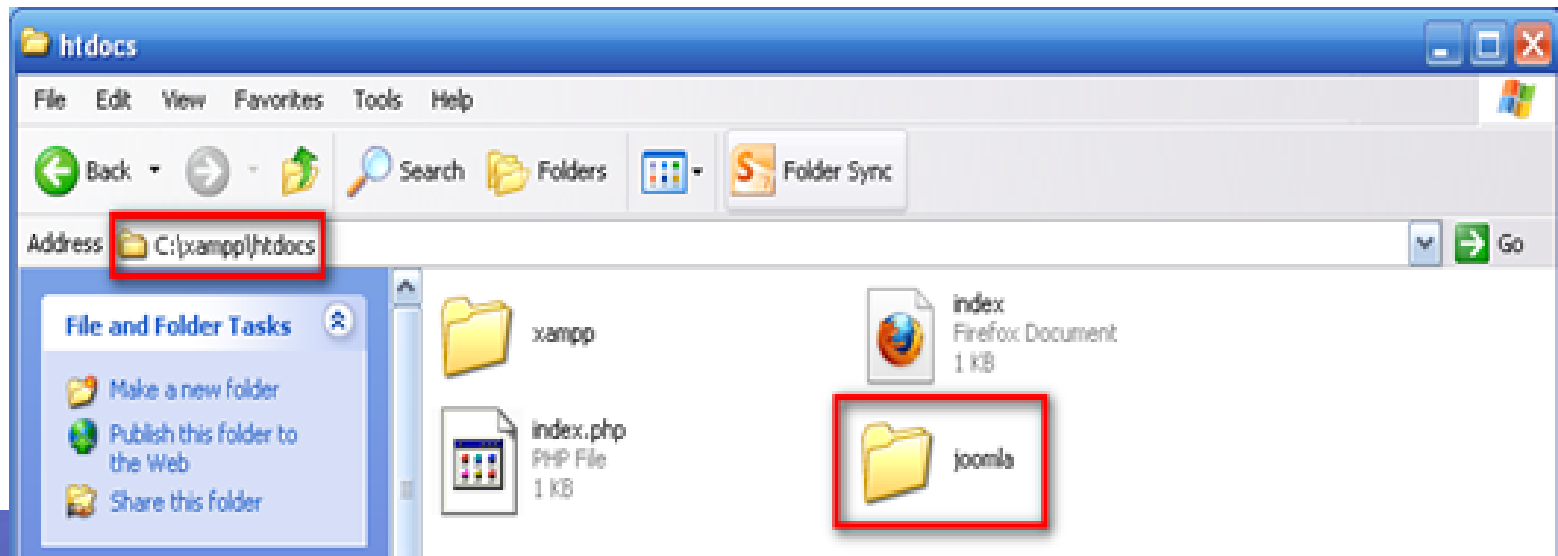 htdocs
File Edit View Favorites Tools Help
Back Search Folders Folder Sync
Address C:\xampp\htdocs Go
File and Folder Tasks
Make a new folder
Publish this folder to
the Web
Share this folder
xampp
index
Firefox Document
1 KB
index.php
PHP File
1 KB
joomla